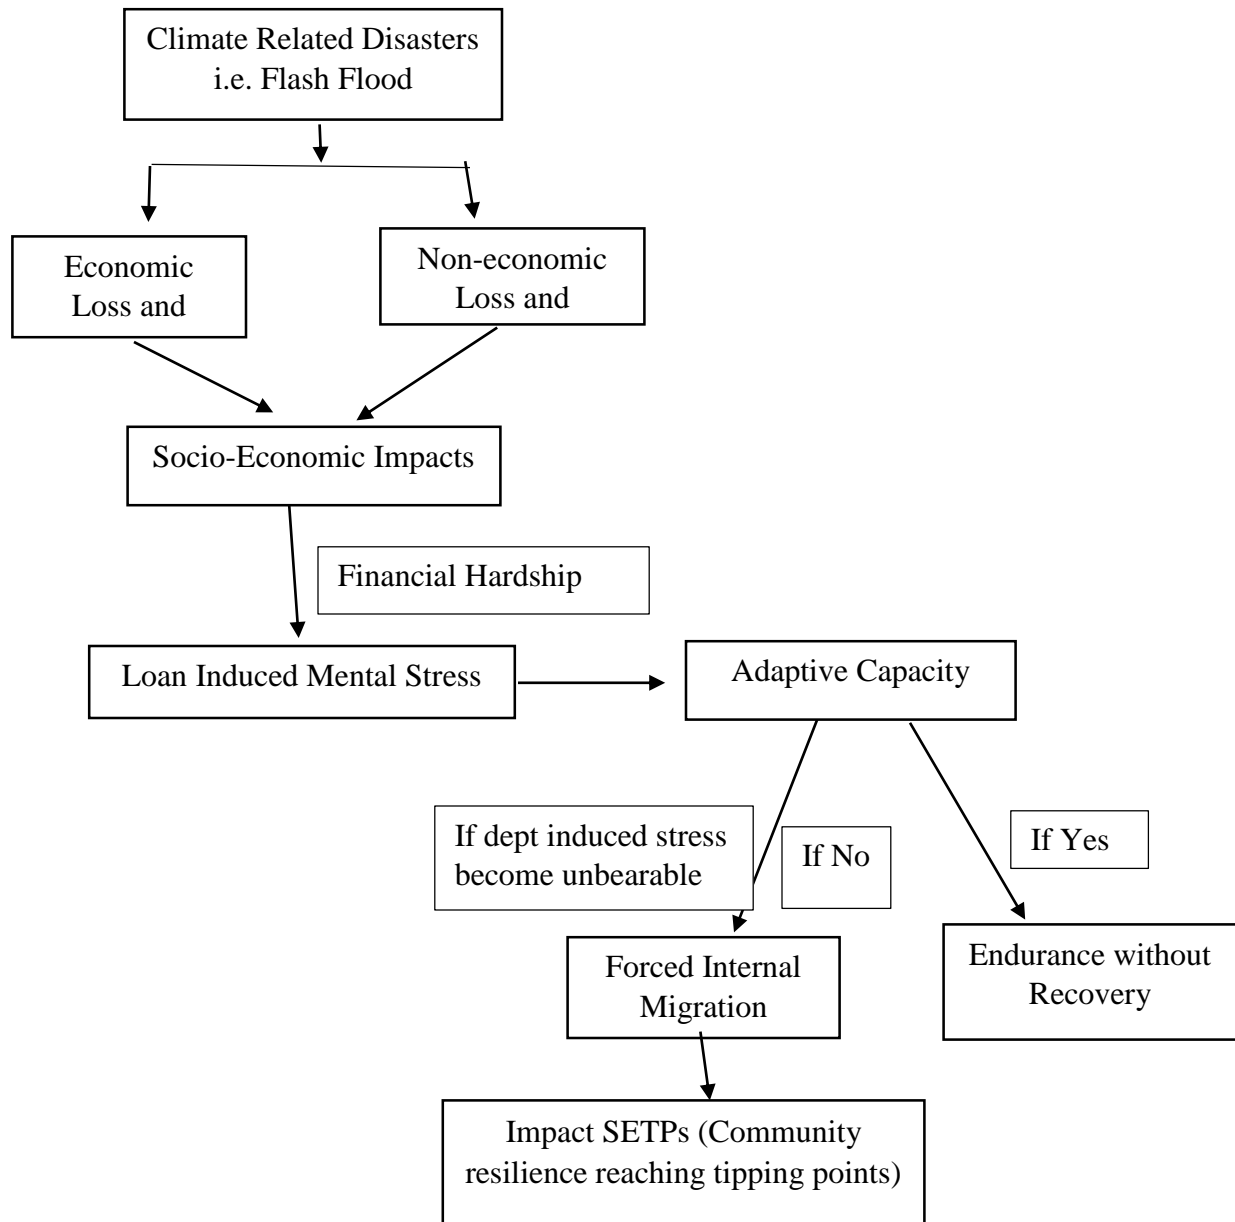 Climate Related Disasters
i.e. Flash Flood
Economic
Loss and
Non-economic
Loss and
Socio-Economic Impacts
Financial Hardship
Loan Induced Mental Stress
Adaptive Capacity
If dept induced stress
become unbearable
If No
If Yes
Forced Internal
Migration
Endurance without
Recovery
Impact SETPs (Community
resilience reaching tipping points)